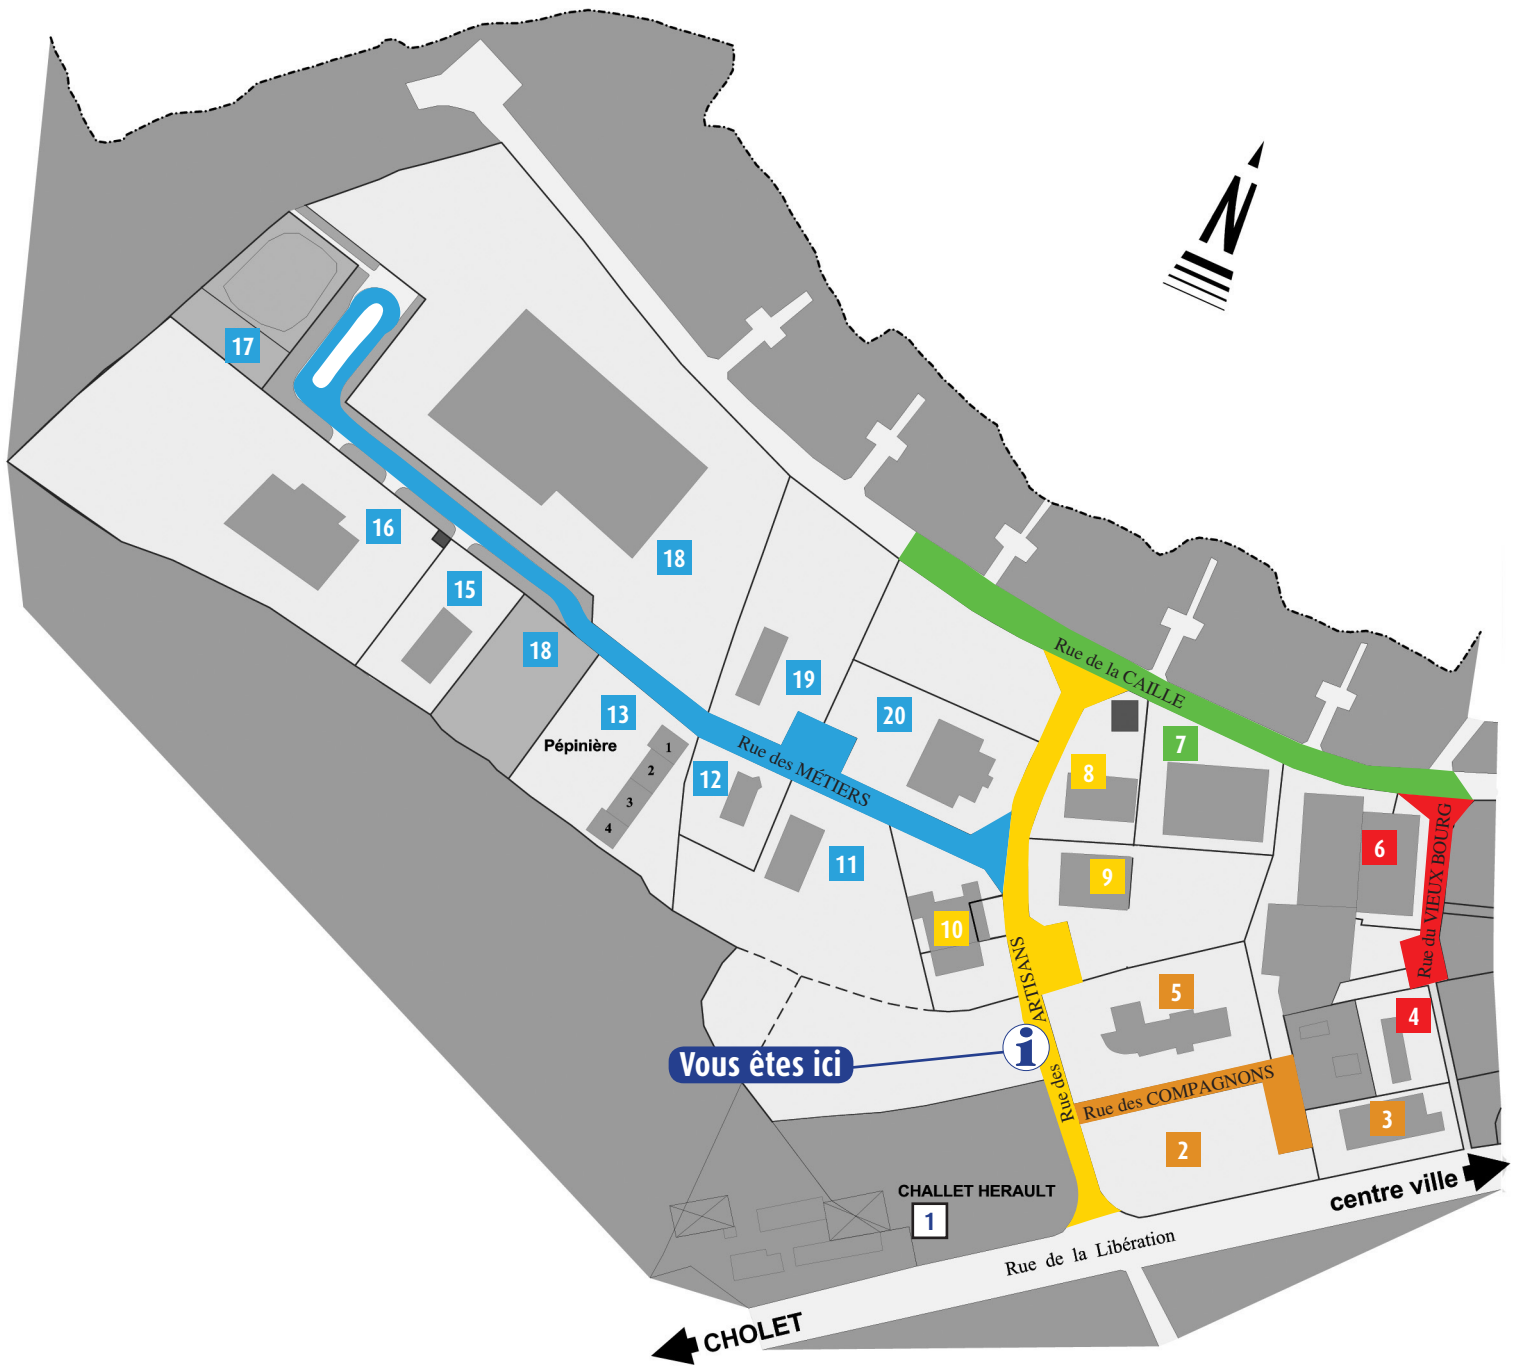 N
17
16
18
15
18
13
Pépinière
1
2
3
4
19
20
12
11
Rue des MÉTIERS
Rue de la CAILLE
7
8
9
10
6
Rue du VIEUX BOURG
4
5
Rue des ARTISANS
i
Vous êtes ici
Rue des COMPAGNONS
3
2
CHALLET HERAULT
1
centre ville
Rue de la Libération
CHOLET